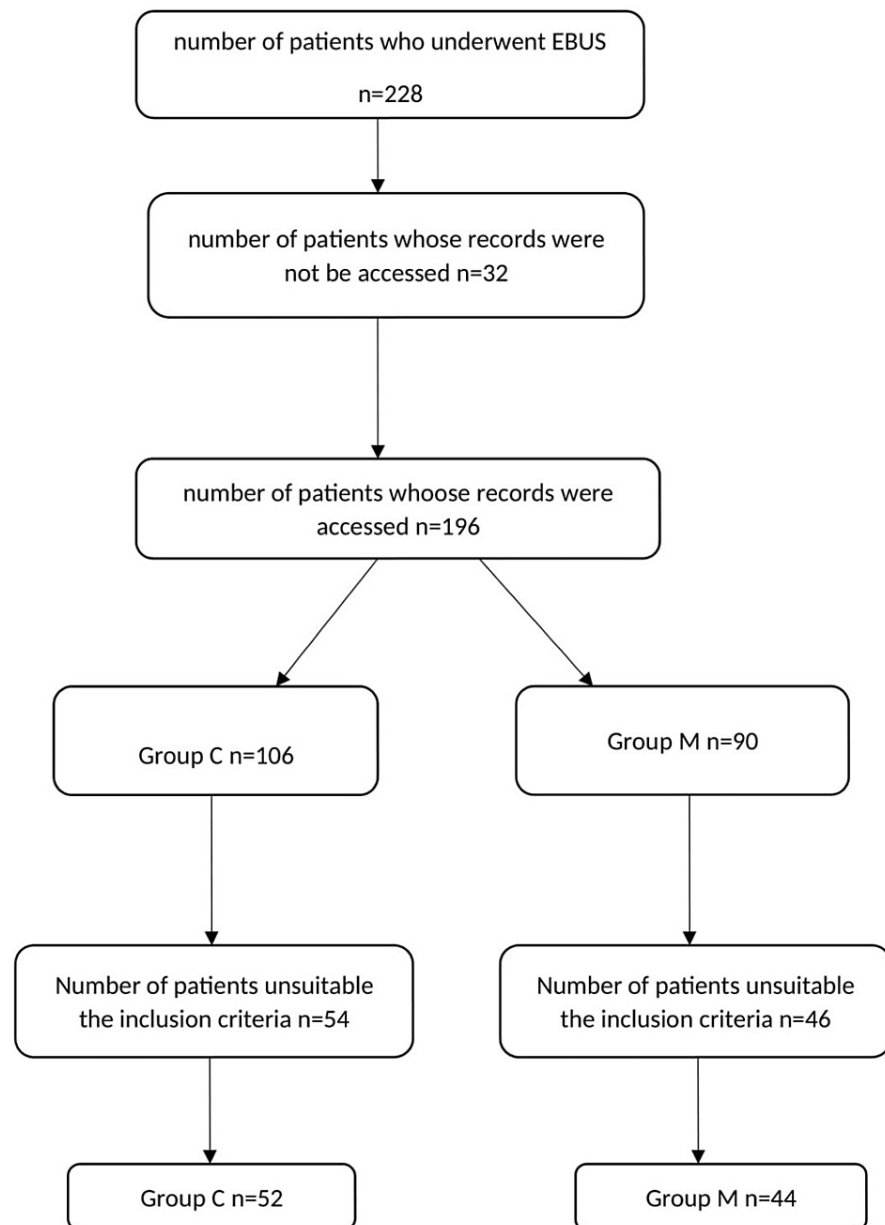 number of patients who underwent EBUS
n=228
number of patients whose records were
not be accessed n=32
number of patients whoose records were
accessed n=196
Group C n=106
Group M n=90
Number of patients unsuitable
the inclusion criteria n=54
Number of patients unsuitable
the inclusion criteria n=46
Group C n=52
Group M n=44